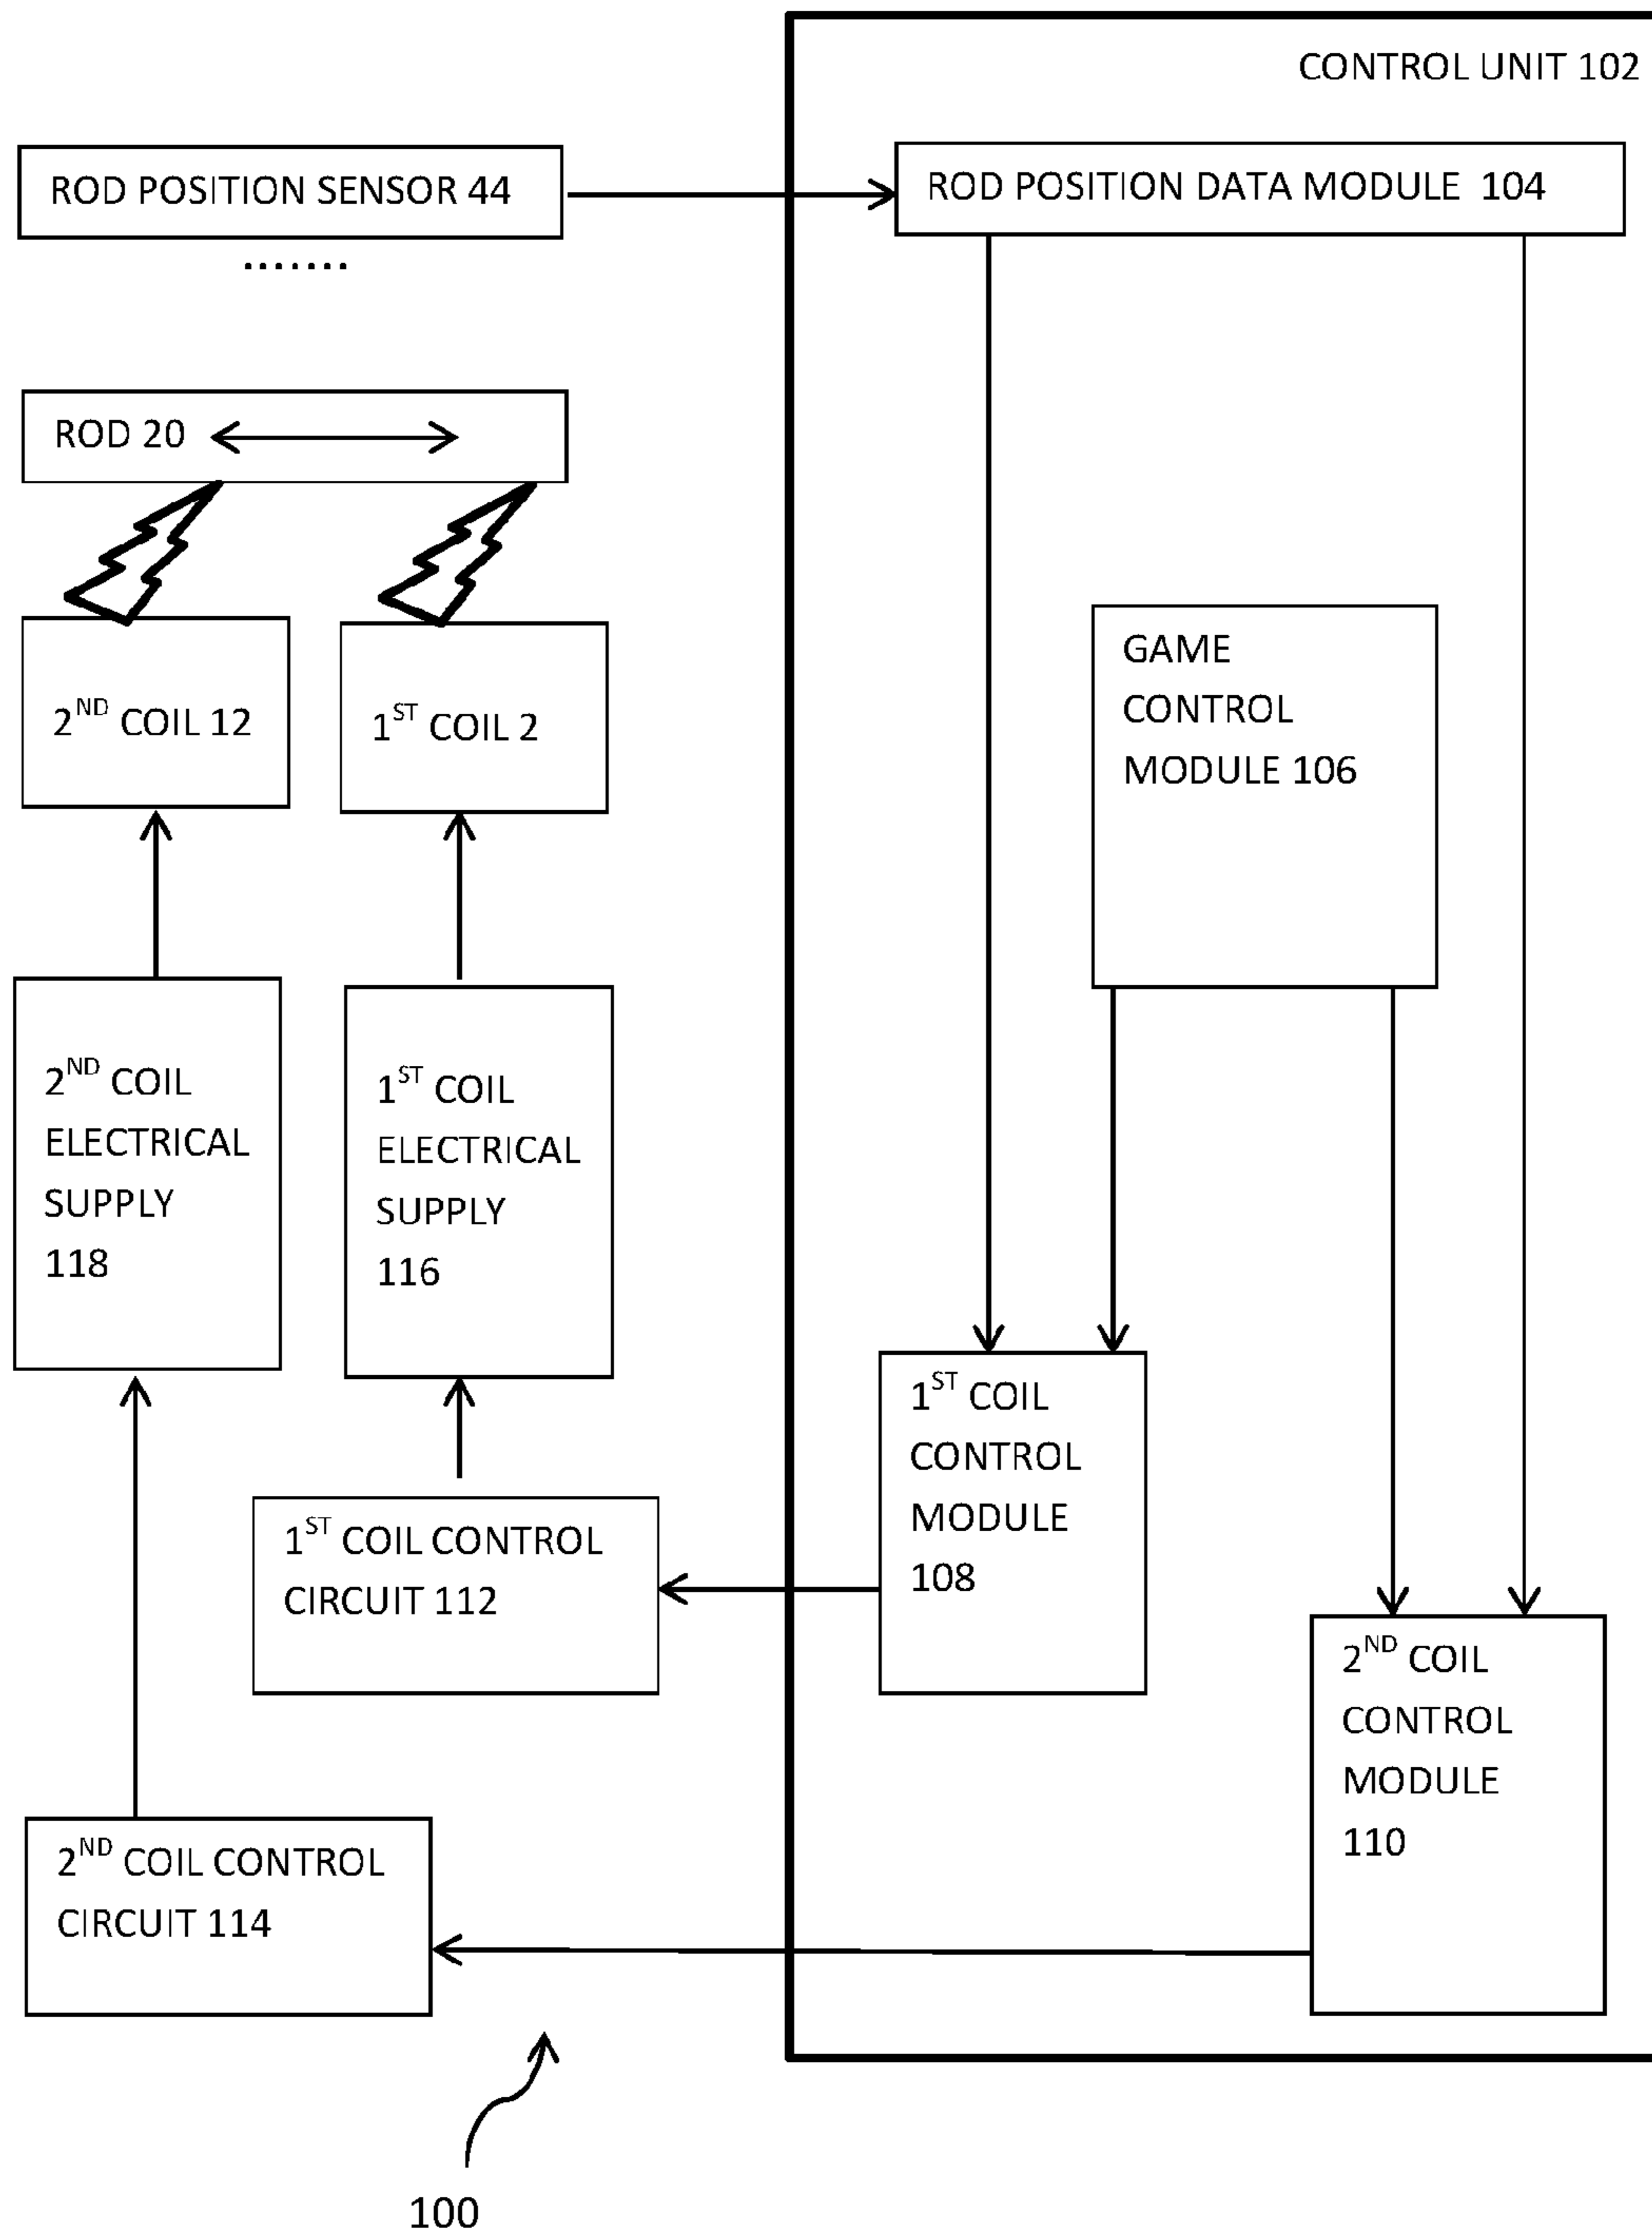 CONTROL UNIT 102
ROD POSITION SENSOR 44
ROD POSITION DATA MODULE 104
.......
ROD 20
GAME
CONTROL
MODULE 106
2ND COIL 12
1ST COIL 2
2ND COIL
ELECTRICAL
SUPPLY
118
1ST COIL
ELECTRICAL
SUPPLY
116
1ST COIL
CONTROL
MODULE
108
1ST COIL CONTROL
CIRCUIT 112
2ND COIL
CONTROL
MODULE
110
2ND COIL CONTROL
CIRCUIT 114
100